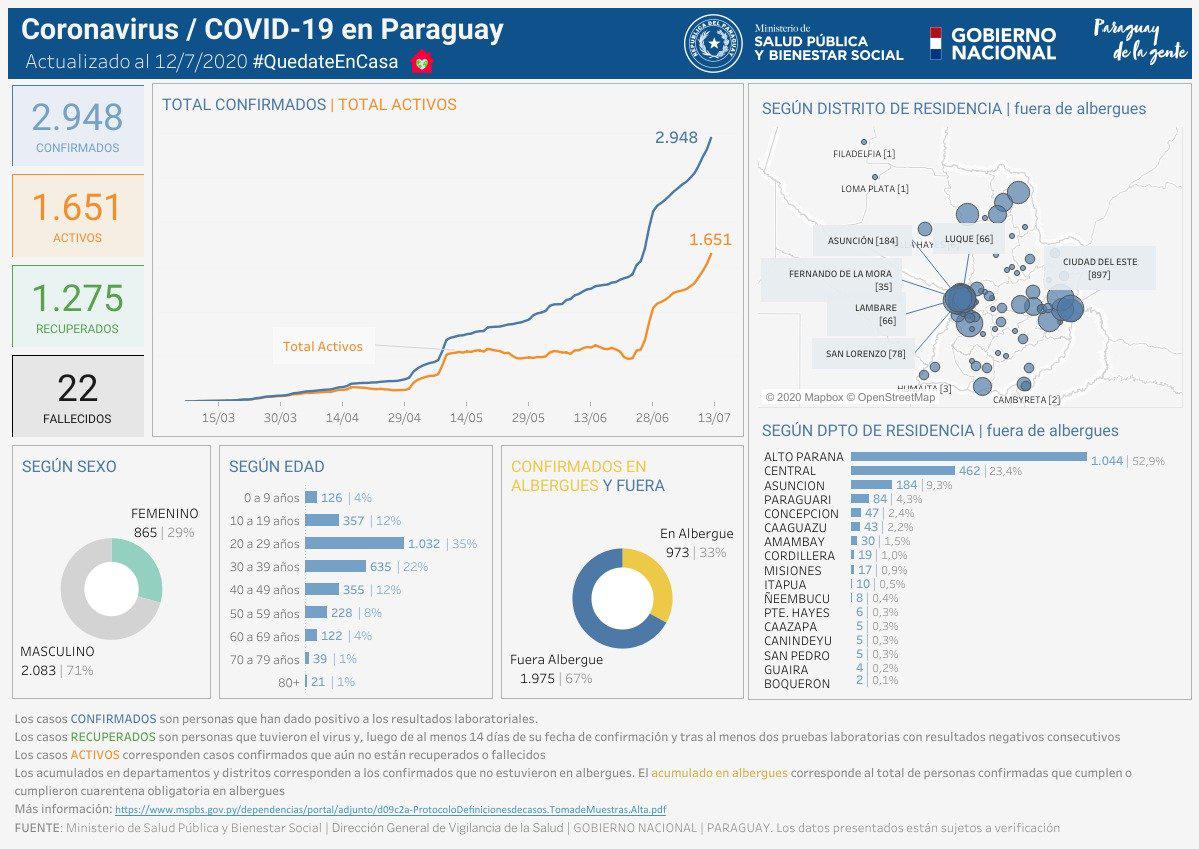 Coronavirus / COVID-19 en Paraguay
Actualizado al 12/7/2020 #QuedateEnCasa
REPÚBLICA DEL PARAGUAY
Ministerio de
SALUD PÚBLICA
Y BIENESTAR SOCIAL
GOBIERNO
NACIONAL
Paraguay
de la gente
2.948
CONFIRMADOS
1.651
ACTIVOS
1.275
RECUPERADOS
22
FALLECIDOS
TOTAL CONFIRMADOS | TOTAL ACTIVOS
2.948
1.651
Total Activos
15/03 30/03 14/04 29/04 14/05 29/05 13/06 28/06 13/07
SEGÚN DISTRITO DE RESIDENCIA | fuera de albergues
FILADELFIA [1]
LOMA PLATA [1]
ASUNCIÓN [184]
LUQUE [66]
CIUDAD DEL ESTE
[897]
FERNANDO DE LA MORA
[35]
LAMBARE
[66]
SAN LORENZO [78]
HUMAITA [3]
CAMBYRETA [2]
© 2020 Mapbox © OpenStreetMap
SEGÚN DPTO DE RESIDENCIA | fuera de albergues
ALTO PARANA 1.044 | 52,9%
CENTRAL 462 | 23,4%
ASUNCION 184 | 9,3%
PARAGUARI 84 | 4,3%
CONCEPCION 47 | 2,4%
CAAGUAZU 43 | 2,2%
AMAMBAY 30 | 1,5%
CORDILLERA 19 | 1,0%
MISIONES 17 | 0,9%
ITAPUA 10 | 0,5%
ÑEEMBUCU 8 | 0,4%
PTE. HAYES 6 | 0,3%
CAAZAPA 5 | 0,3%
CANINDEYU 5 | 0,3%
SAN PEDRO 5 | 0,3%
GUAIRA 4 | 0,2%
BOQUERON 2 | 0,1%
SEGÚN SEXO
FEMENINO
865 | 29%
MASCULINO
2.083 | 71%
SEGÚN EDAD
0 a 9 años 126 | 4%
10 a 19 años 357 | 12%
20 a 29 años 1.032 | 35%
30 a 39 años 635 | 22%
40 a 49 años 355 | 12%
50 a 59 años 228 | 8%
60 a 69 años 122 | 4%
70 a 79 años 39 | 1%
80+ 21 | 1%
CONFIRMADOS EN
ALBERGUES Y FUERA
En Albergue
973 | 33%
Fuera Albergue
1.975 | 67%
Los casos CONFIRMADOS son personas que han dado positivo a los resultados laboratoriales.
Los casos RECUPERADOS son personas que tuvieron el virus y, luego de al menos 14 días de su fecha de confirmación y tras al menos dos pruebas laboratorias con resultados negativos consecutivos
Los casos ACTIVOS corresponden casos confirmados que aún no están recuperados o fallecidos
Los acumulados en departamentos y distritos corresponden a los confirmados que no estuvieron en albergues. El acumulado en albergues corresponde al total de personas confirmadas que cumplen o
cumplieron cuarentena obligatoria en albergues
Más información: https://www.mspbs.gov.py/dependencias/portal/adjunto/d09c2a-ProtocoloDefinicionesdecasos.TomadeMuestras.Alta.pdf
FUENTE: Ministerio de Salud Pública y Bienestar Social | Dirección General de Vigilancia de la Salud | GOBIERNO NACIONAL | PARAGUAY. Los datos presentados están sujetos a verificación